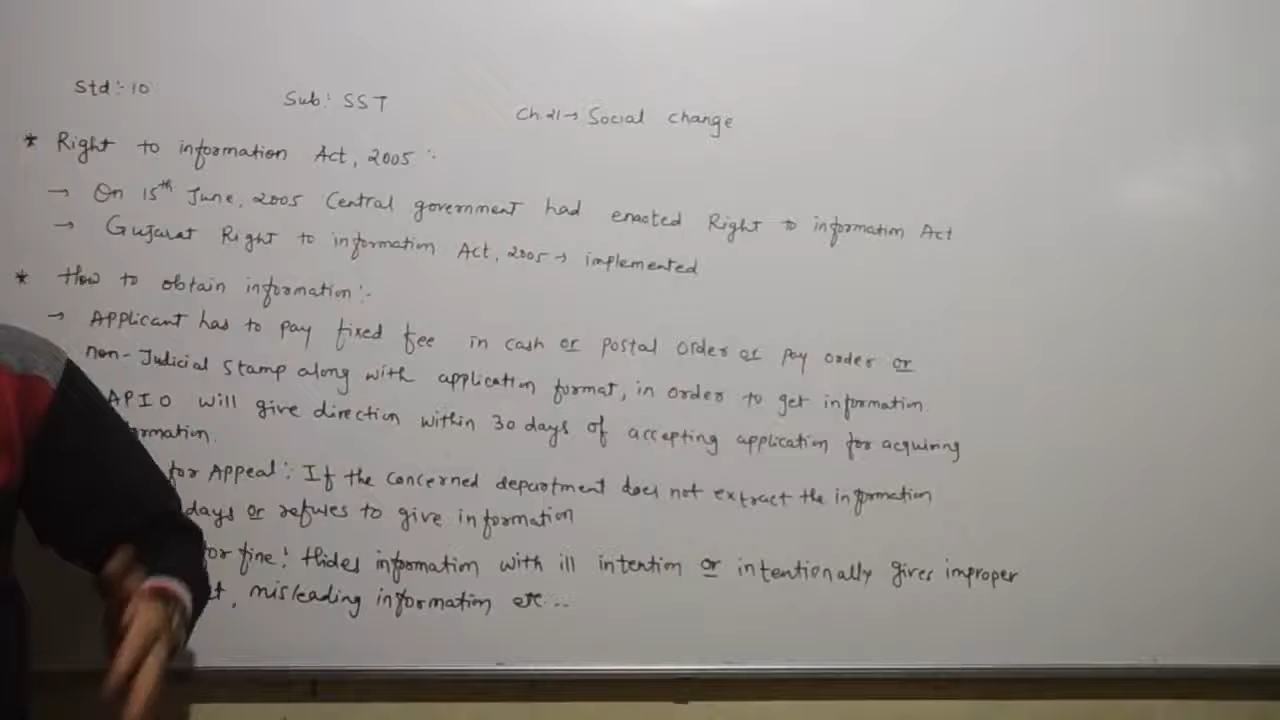 Std:- 10
Sub: SST
Ch.21→ Social change
* Right to information Act, 2005 :-
→ On 15th June, 2005 Central government had enacted Right to information Act
→ Gujarat Right to information Act, 2005 → implemented
* How to obtain information:-
→ Applicant has to pay fixed fee in cash or postal order or pay order or
non-Judicial stamp along with application format, in order to get information
APIO will give direction within 30 days of accepting application for acquiring
rmation.
for Appeal: If the concerned department does not extract the information
days or refuses to give information
for fine: Hides information with ill intention or intentionally gives improper
, misleading information etc...